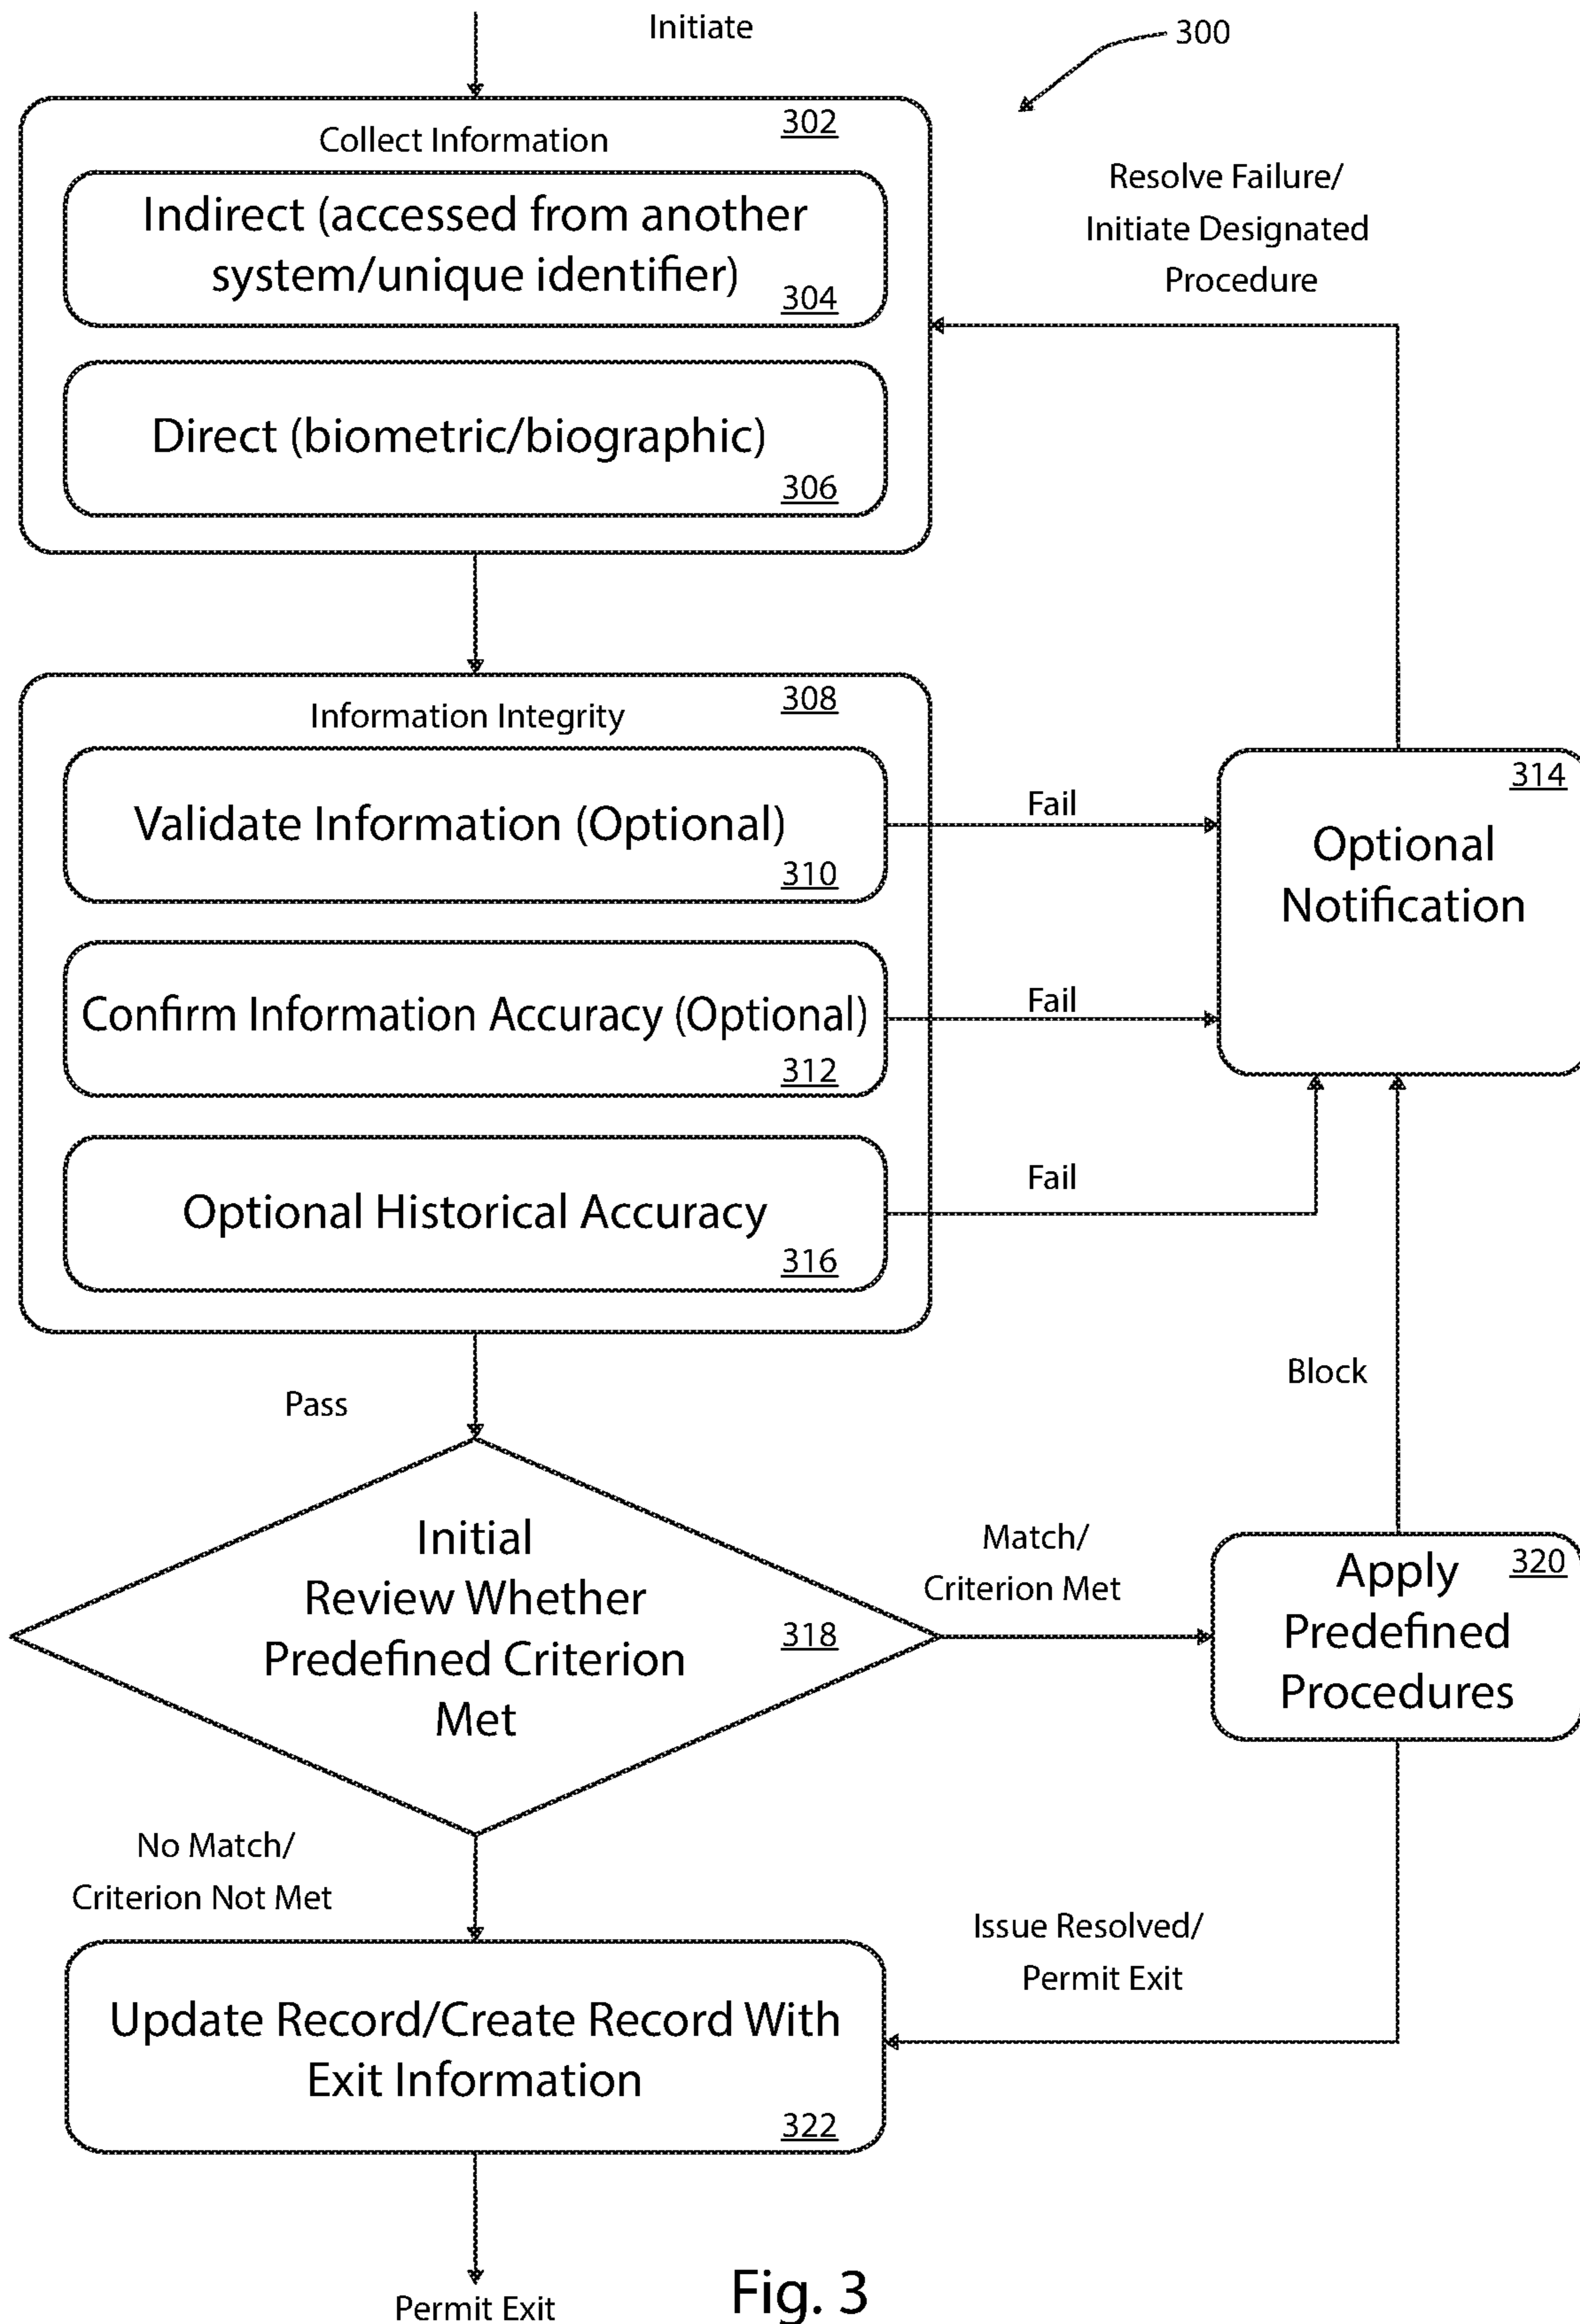 Initiate
300
302
Collect Information
Indirect (accessed from another
system/unique identifier)
304
Direct (biometric/biographic)
306
Resolve Failure/
Initiate Designated
Procedure
308
Information Integrity
Validate Information (Optional)
310
Fail
Confirm Information Accuracy (Optional)
312
Fail
Optional Historical Accuracy
316
Fail
314
Optional
Notification
Pass
Block
Initial
Review Whether
Predefined Criterion
Met
318
Match/
Criterion Met
320
Apply
Predefined
Procedures
No Match/
Criterion Not Met
Issue Resolved/
Permit Exit
Update Record/Create Record With
Exit Information
322
Permit Exit
Fig. 3